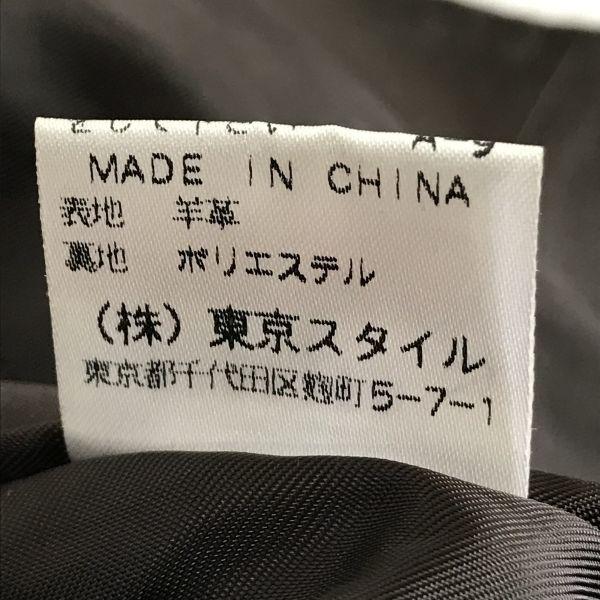 MADE IN CHINA
表地 羊革
裏地 ポリエステル
(株)東京スタイル
東京都千代田区麹町5-7-1